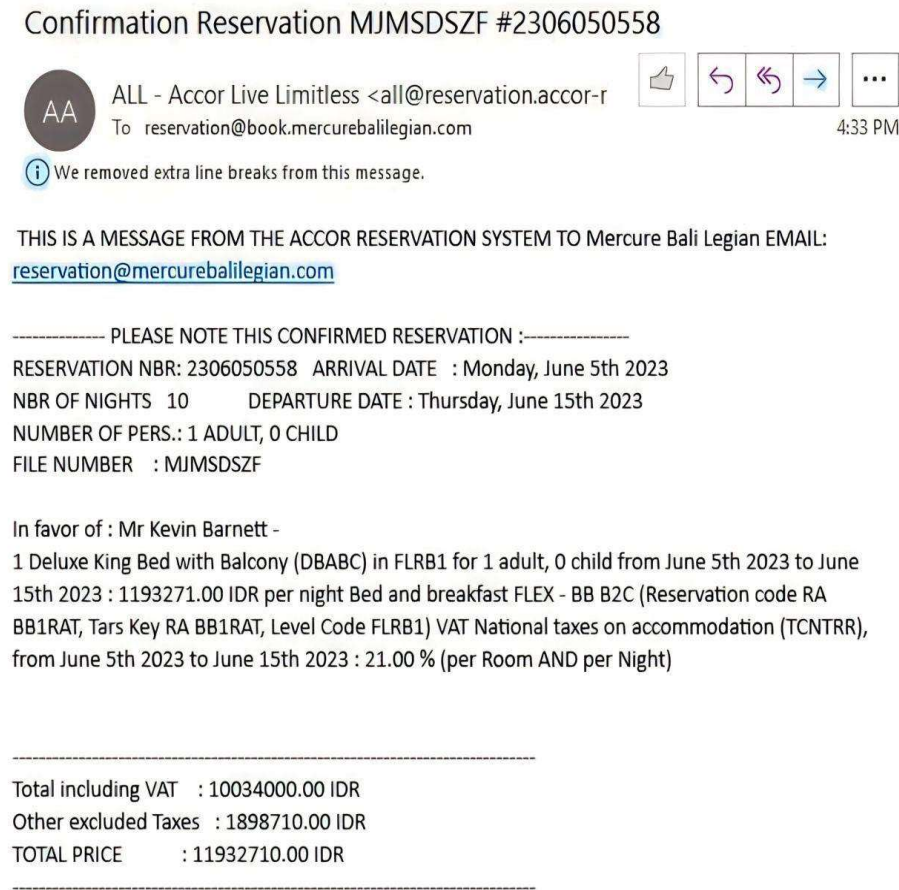 Confirmation Reservation MJMSDSZF #2306050558
AA
ALL - Accor Live Limitless <all@reservation.accor-r
To reservation@book.mercurebalilegian.com
4:33 PM
We removed extra line breaks from this message.
THIS IS A MESSAGE FROM THE ACCOR RESERVATION SYSTEM TO Mercure Bali Legian EMAIL:
reservation@mercurebalilegian.com
-------------- PLEASE NOTE THIS CONFIRMED RESERVATION :----------------
RESERVATION NBR: 2306050558 ARRIVAL DATE : Monday, June 5th 2023
NBR OF NIGHTS 10 DEPARTURE DATE : Thursday, June 15th 2023
NUMBER OF PERS.: 1 ADULT, 0 CHILD
FILE NUMBER : MJMSDSZF
In favor of : Mr Kevin Barnett -
1 Deluxe King Bed with Balcony (DBABC) in FLRB1 for 1 adult, 0 child from June 5th 2023 to June
15th 2023 : 1193271.00 IDR per night Bed and breakfast FLEX - BB B2C (Reservation code RA
BB1RAT, Tars Key RA BB1RAT, Level Code FLRB1) VAT National taxes on accommodation (TCNTRR),
from June 5th 2023 to June 15th 2023 : 21.00 % (per Room AND per Night)
--------------------------------------------------------------------------------
Total including VAT : 10034000.00 IDR
Other excluded Taxes : 1898710.00 IDR
TOTAL PRICE : 11932710.00 IDR
--------------------------------------------------------------------------------